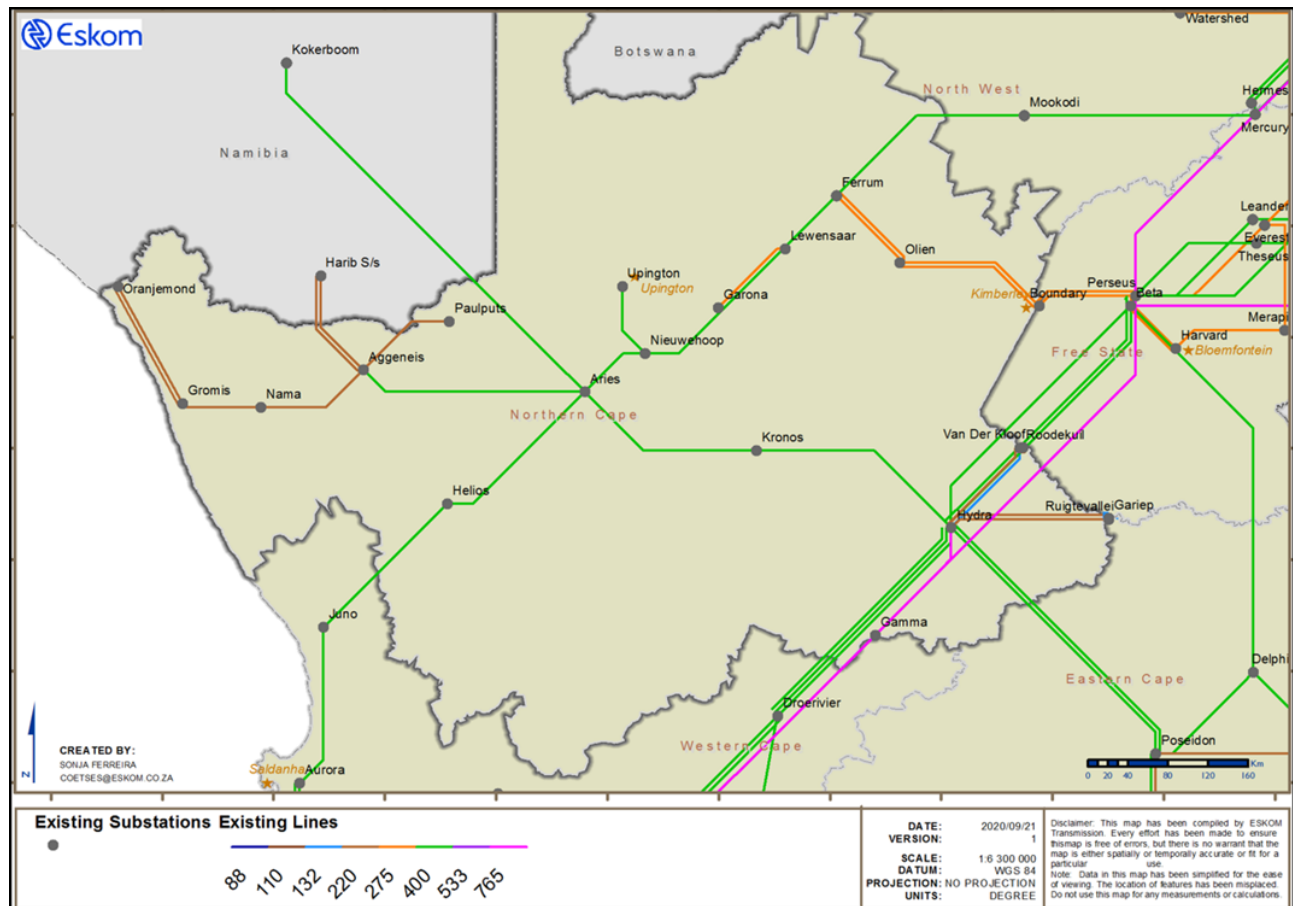 Eskom
Kokerboom
Botswana
Watershed
North West
Mookodi
Hermes
Mercury
Namibia
Ferrum
Leander
Lewensaar
Olien
Everest
Theseus
Harib S/s
Upington
Upington
Oranjemond
Garona
Kimberle
Boundary
Perseus
Beta
Paulputs
Merapi
Nieuwehoop
Harvard
Free State
Bloemfontein
Aggeneis
Gromis
Nama
Aries
Northern Cape
Kronos
Van Der Kloof
Roodekuil
Helios
Hydra
Ruigtevallei
Gariep
Juno
Gamma
Delphi
Eastern Cape
Droerivier
Western Cape
Poseidon
Saldanha
Aurora
N
CREATED BY:
SONJA FERREIRA
COETSES@ESKOM.CO.ZA
Km
0 20 40 80 120 160
Existing Substations Existing Lines
88 110 132 220 275 400 533 765
DATE: 2020/09/21
VERSION: 1
SCALE: 1:6 300 000
DATUM: WGS 84
PROJECTION: NO PROJECTION
UNITS: DEGREE
Disclaimer: This map has been compiled by ESKOM
Transmission. Every effort has been made to ensure
thismap is free of errors, but there is no warrant that the
map is either spatially or temporally accurate or fit for a
particular use.
Note: Data in this map has been simplified for the ease
of viewing. The location of features has been misplaced.
Do not use this map for any measurements or calculations.